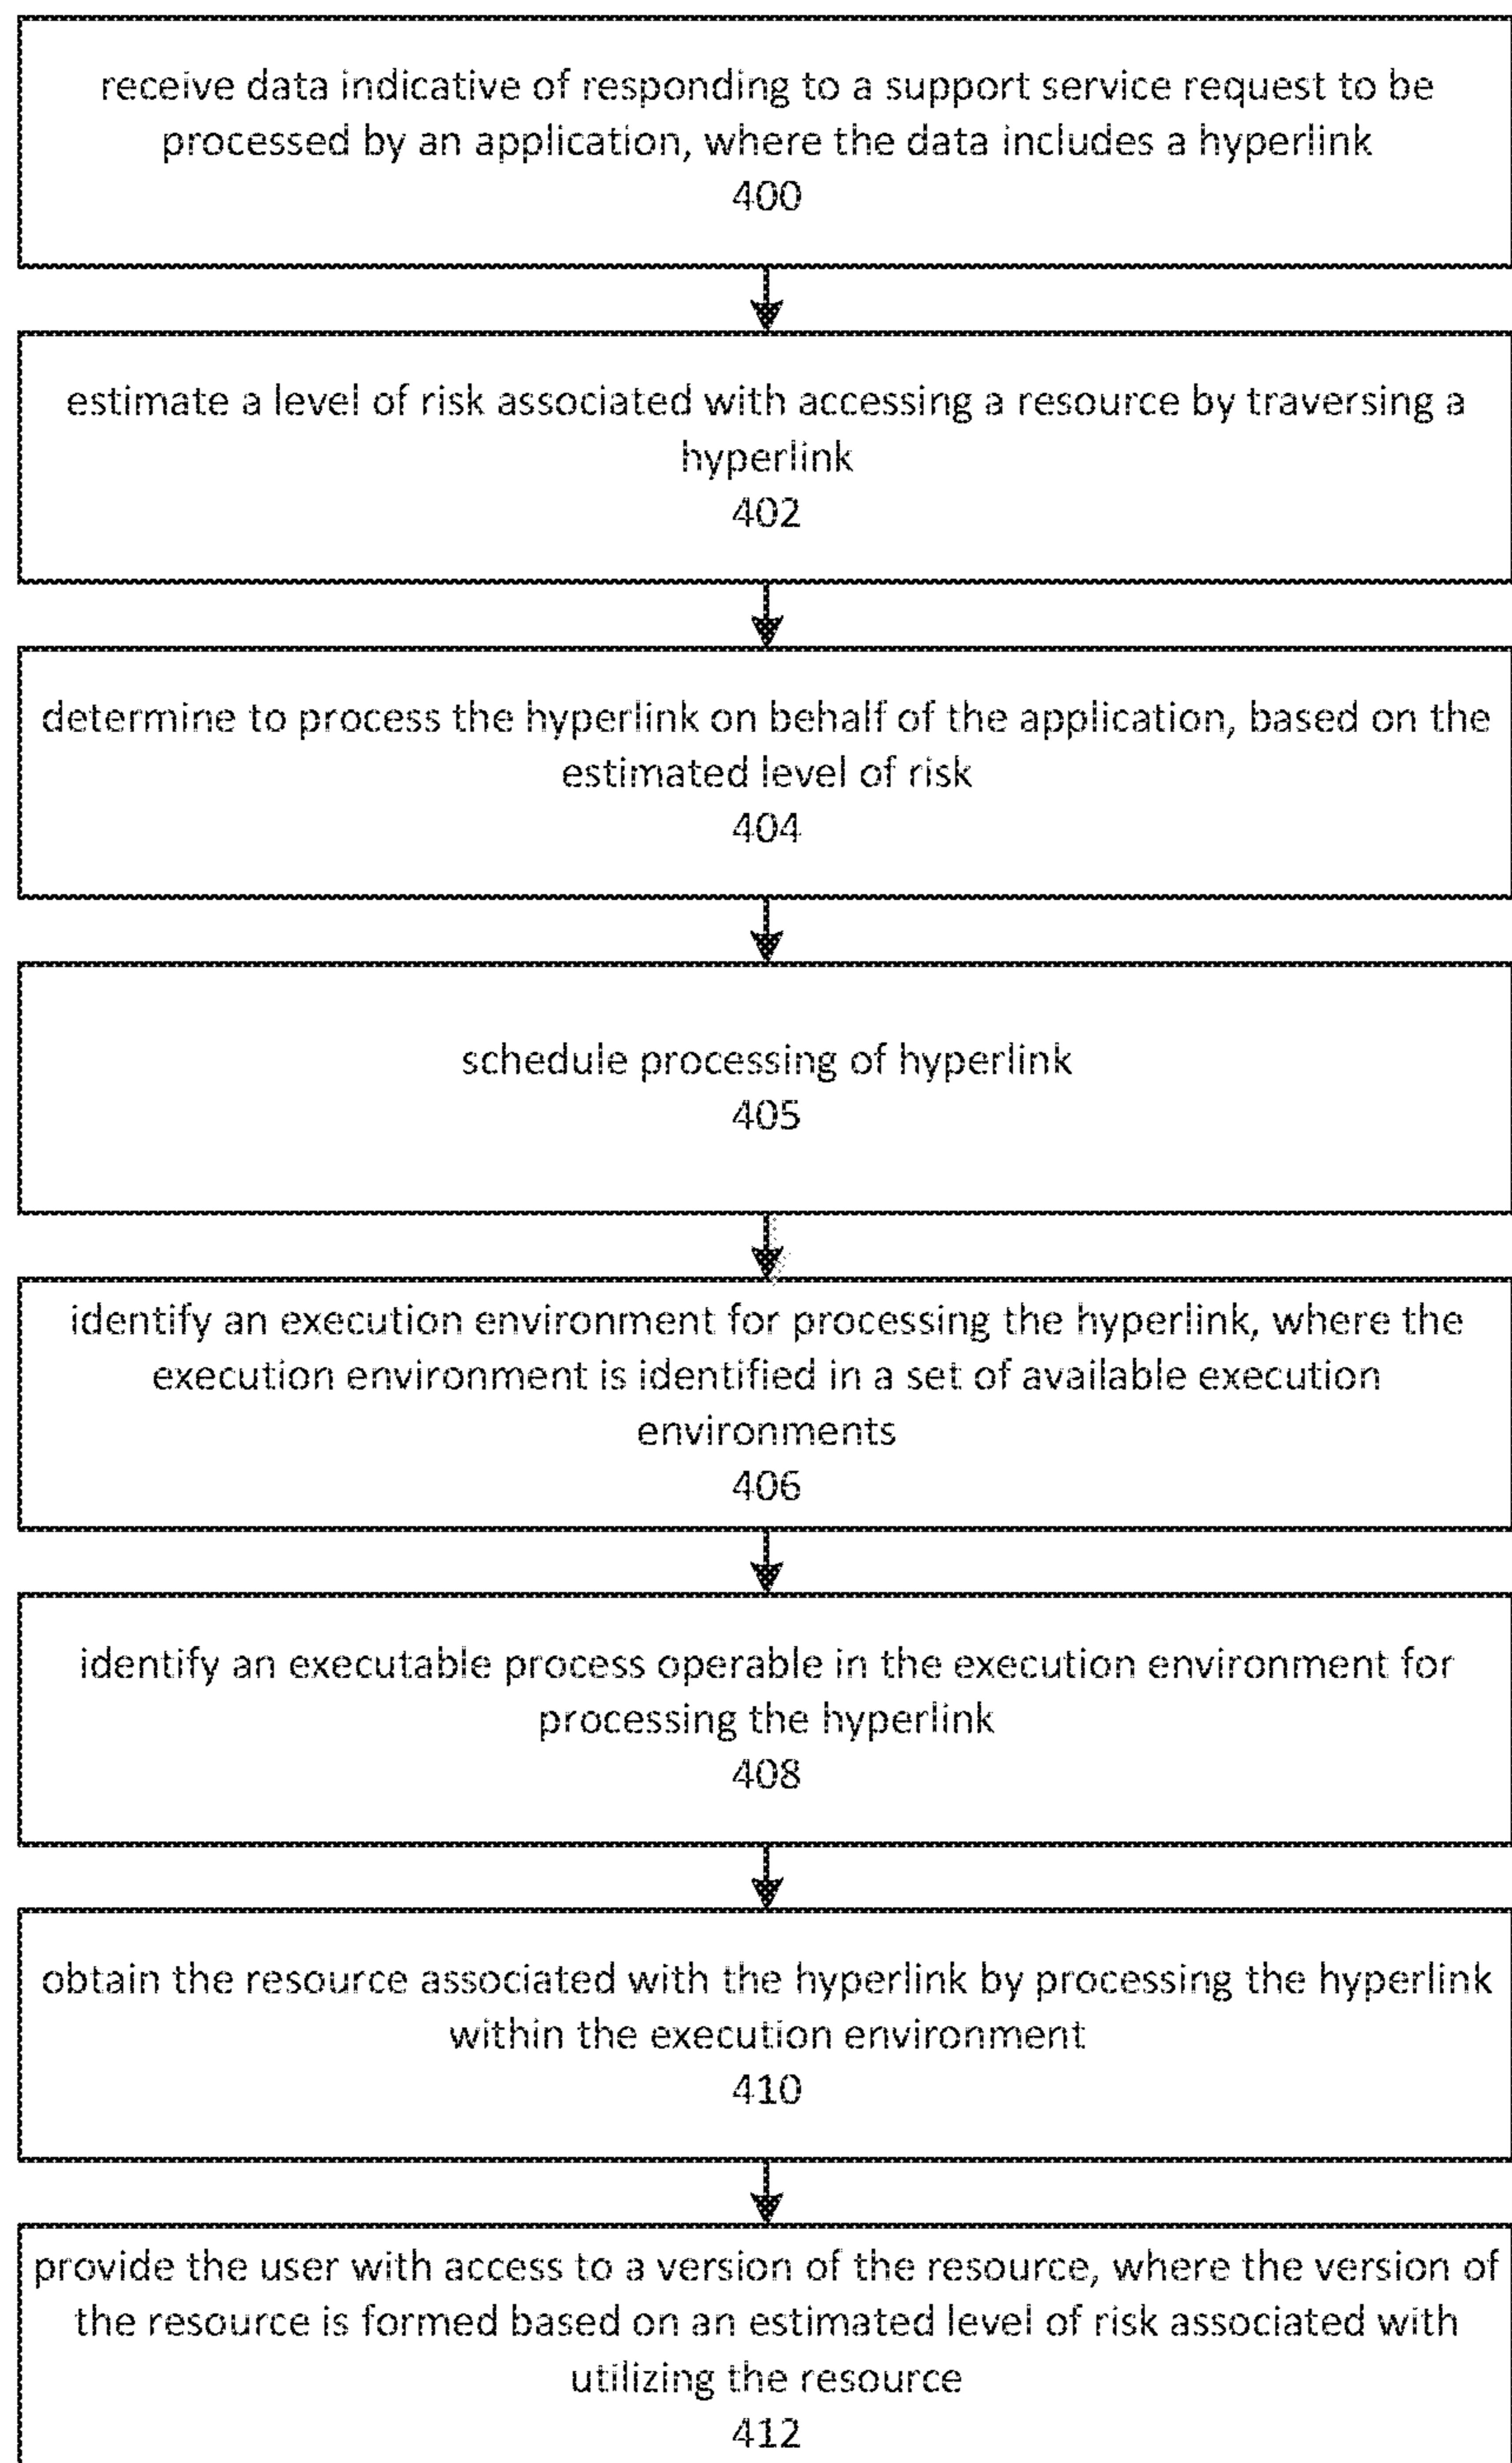 receive data indicative of responding to a support service request to be
processed by an application, where the data includes a hyperlink
400
estimate a level of risk associated with accessing a resource by traversing a
hyperlink
402
determine to process the hyperlink on behalf of the application, based on the
estimated level of risk
404
schedule processing of hyperlink
405
identify an execution environment for processing the hyperlink, where the
execution environment is identified in a set of available execution
environments
406
identify an executable process operable in the execution environment for
processing the hyperlink
408
obtain the resource associated with the hyperlink by processing the hyperlink
within the execution environment
410
provide the user with access to a version of the resource, where the version of
the resource is formed based on an estimated level of risk associated with
utilizing the resource
412